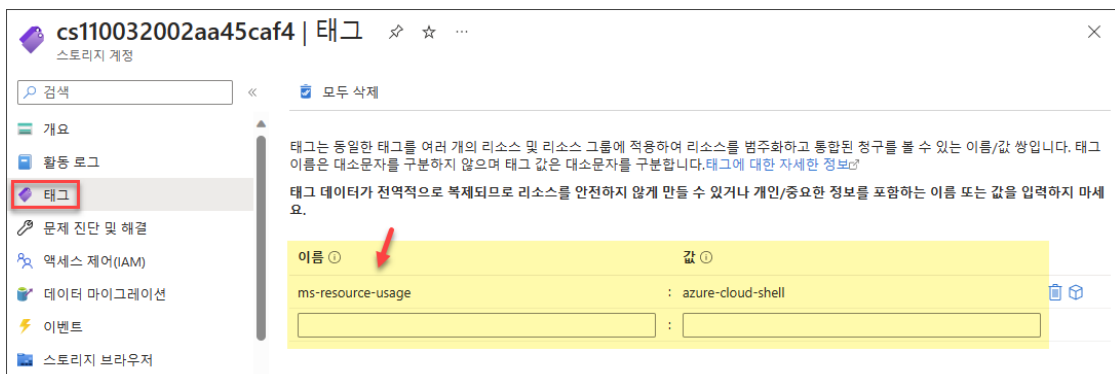 cs110032002aa45caf4 | 태그
스토리지 계정
검색
모두 삭제
개요
활동 로그
태그
문제 진단 및 해결
액세스 제어(IAM)
데이터 마이그레이션
이벤트
스토리지 브라우저
태그는 동일한 태그를 여러 개의 리소스 및 리소스 그룹에 적용하여 리소스를 범주화하고 통합된 청구를 볼 수 있는 이름/값 쌍입니다. 태그
이름은 대소문자를 구분하지 않으며 태그 값은 대소문자를 구분합니다.태그에 대한 자세한 정보
태그 데이터가 전역적으로 복제되므로 리소스를 안전하지 않게 만들 수 있거나 개인/중요한 정보를 포함하는 이름 또는 값을 입력하지 마세
요.
이름 값
ms-resource-usage : azure-cloud-shell
: